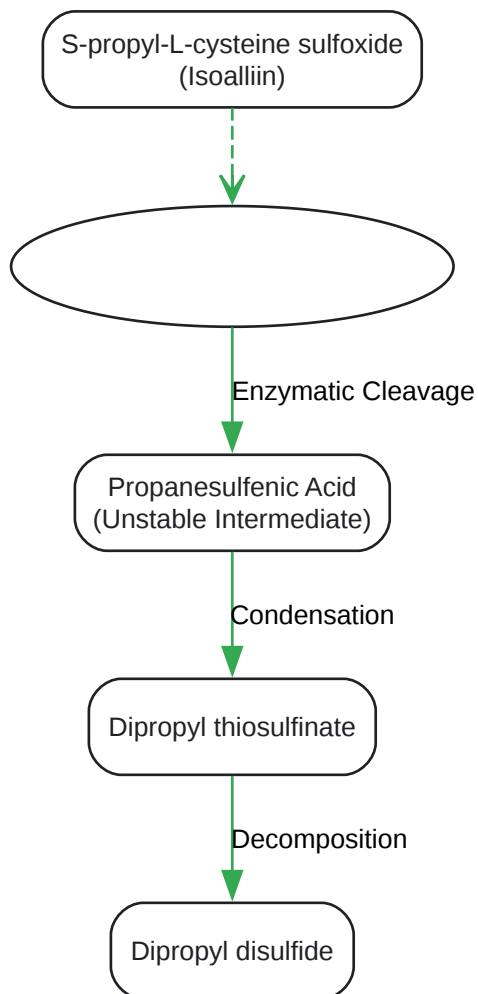 S-propyl-L-cysteine sulfoxide
(Isoalliin)
Enzymatic Cleavage
Propanesulfenic Acid
(Unstable Intermediate)
Condensation
Dipropyl thiosulfinate
Decomposition
Dipropyl disulfide